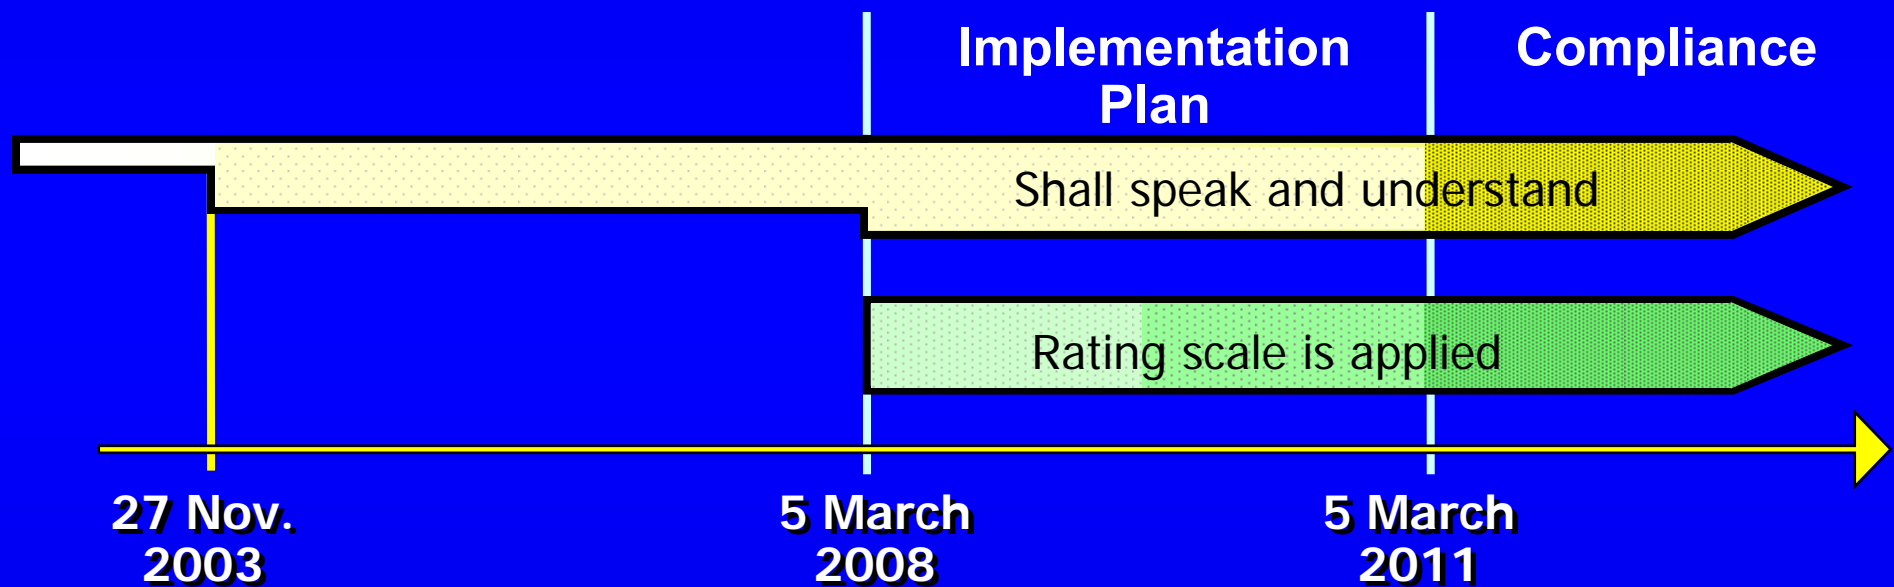 Implementation
Plan
Compliance
Shall speak and understand
Rating scale is applied
27 Nov.
2003
5 March
2008
5 March
2011